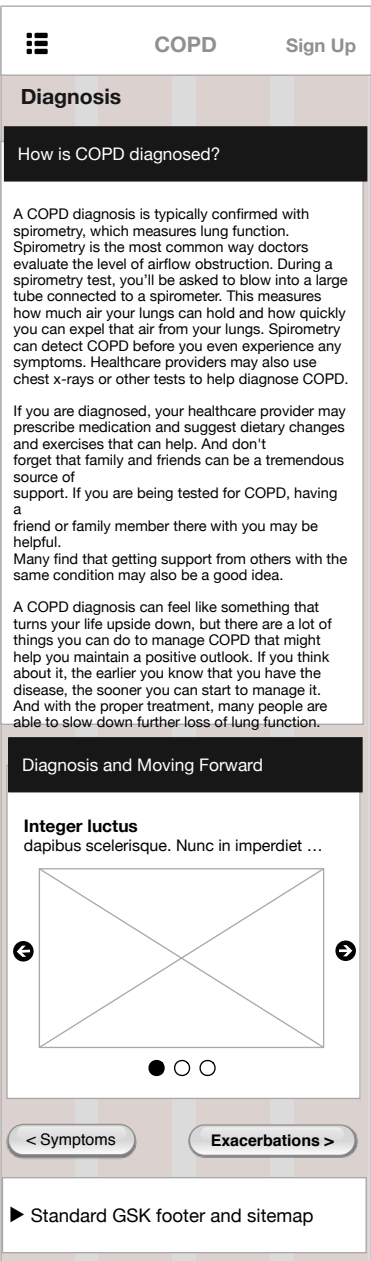 COPD
Sign Up
Diagnosis
How is COPD diagnosed?
A COPD diagnosis is typically confirmed with
spirometry, which measures lung function.
Spirometry is the most common way doctors
evaluate the level of airflow obstruction. During a
spirometry test, you'll be asked to blow into a large
tube connected to a spirometer. This measures
how much air your lungs can hold and how quickly
you can expel that air from your lungs. Spirometry
can detect COPD before you even experience any
symptoms. Healthcare providers may also use
chest x-rays or other tests to help diagnose COPD.
If you are diagnosed, your healthcare provider may
prescribe medication and suggest dietary changes
and exercises that can help. And don't
forget that family and friends can be a tremendous
source of
support. If you are being tested for COPD, having
a
friend or family member there with you may be
helpful.
Many find that getting support from others with the
same condition may also be a good idea.
A COPD diagnosis can feel like something that
turns your life upside down, but there are a lot of
things you can do to manage COPD that might
help you maintain a positive outlook. If you think
about it, the earlier you know that you have the
disease, the sooner you can start to manage it.
And with the proper treatment, many people are
able to slow down further loss of lung function.
Diagnosis and Moving Forward
Integer luctus
dapibus scelerisque. Nunc in imperdiet …
< Symptoms
Exacerbations >
Standard GSK footer and sitemap